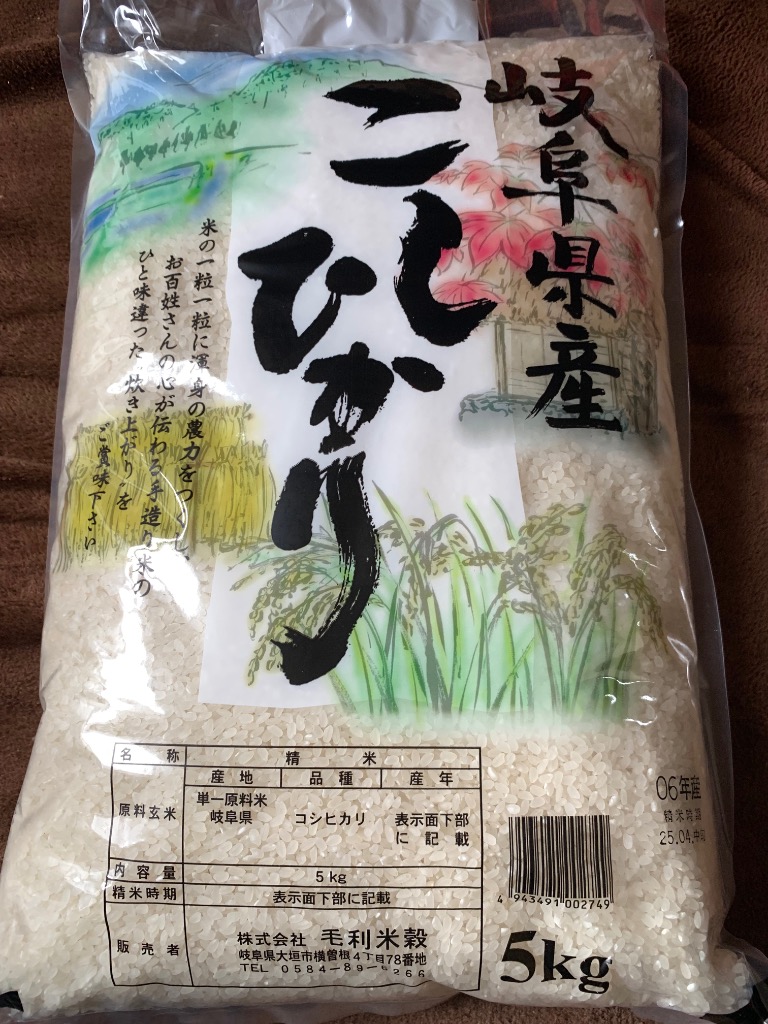 岐阜県産
こしひかり
米の一粒一粒に渾身の農力をつくし、
お百姓さんの心が伝わる手造り米の
ひと味違った、炊き上がりをご賞味下さい
名称 精米
産地 品種 産年
原料玄米 単一原料米 岐阜県 コシヒカリ 表示面下部に記載
内容量 5kg
精米時期 表示面下部に記載
販売者 株式会社 毛利米穀
岐阜県大垣市横曽根4丁目78番地
TEL 0584-89-6266
06年産
精米時期
25.04.中旬
4 943491 002749
5kg